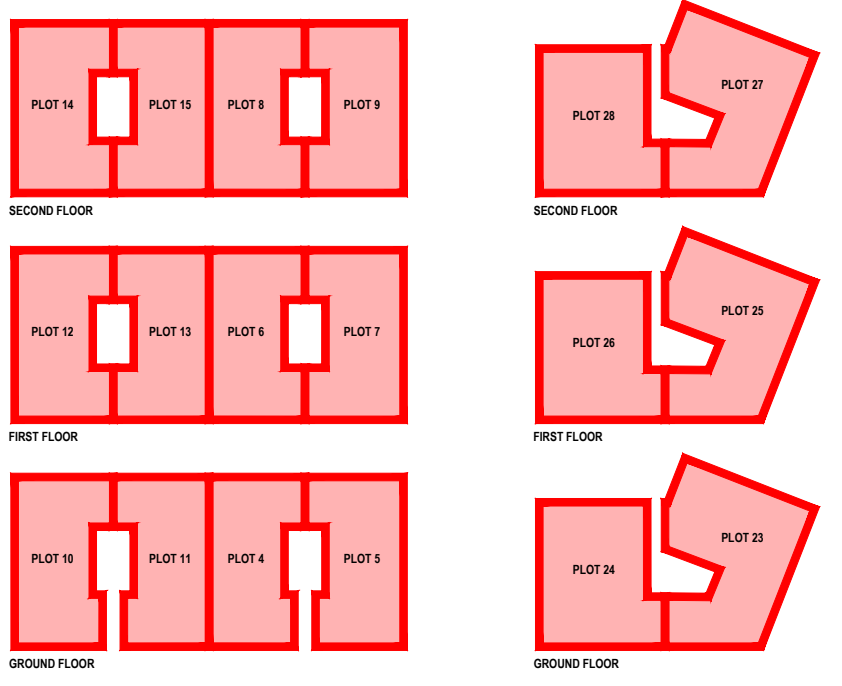 PLOT 14
PLOT 15
PLOT 8
PLOT 9
SECOND FLOOR
PLOT 28
PLOT 27
SECOND FLOOR
PLOT 12
PLOT 13
PLOT 6
PLOT 7
FIRST FLOOR
PLOT 26
PLOT 25
FIRST FLOOR
PLOT 10
PLOT 11
PLOT 4
PLOT 5
GROUND FLOOR
PLOT 24
PLOT 23
GROUND FLOOR